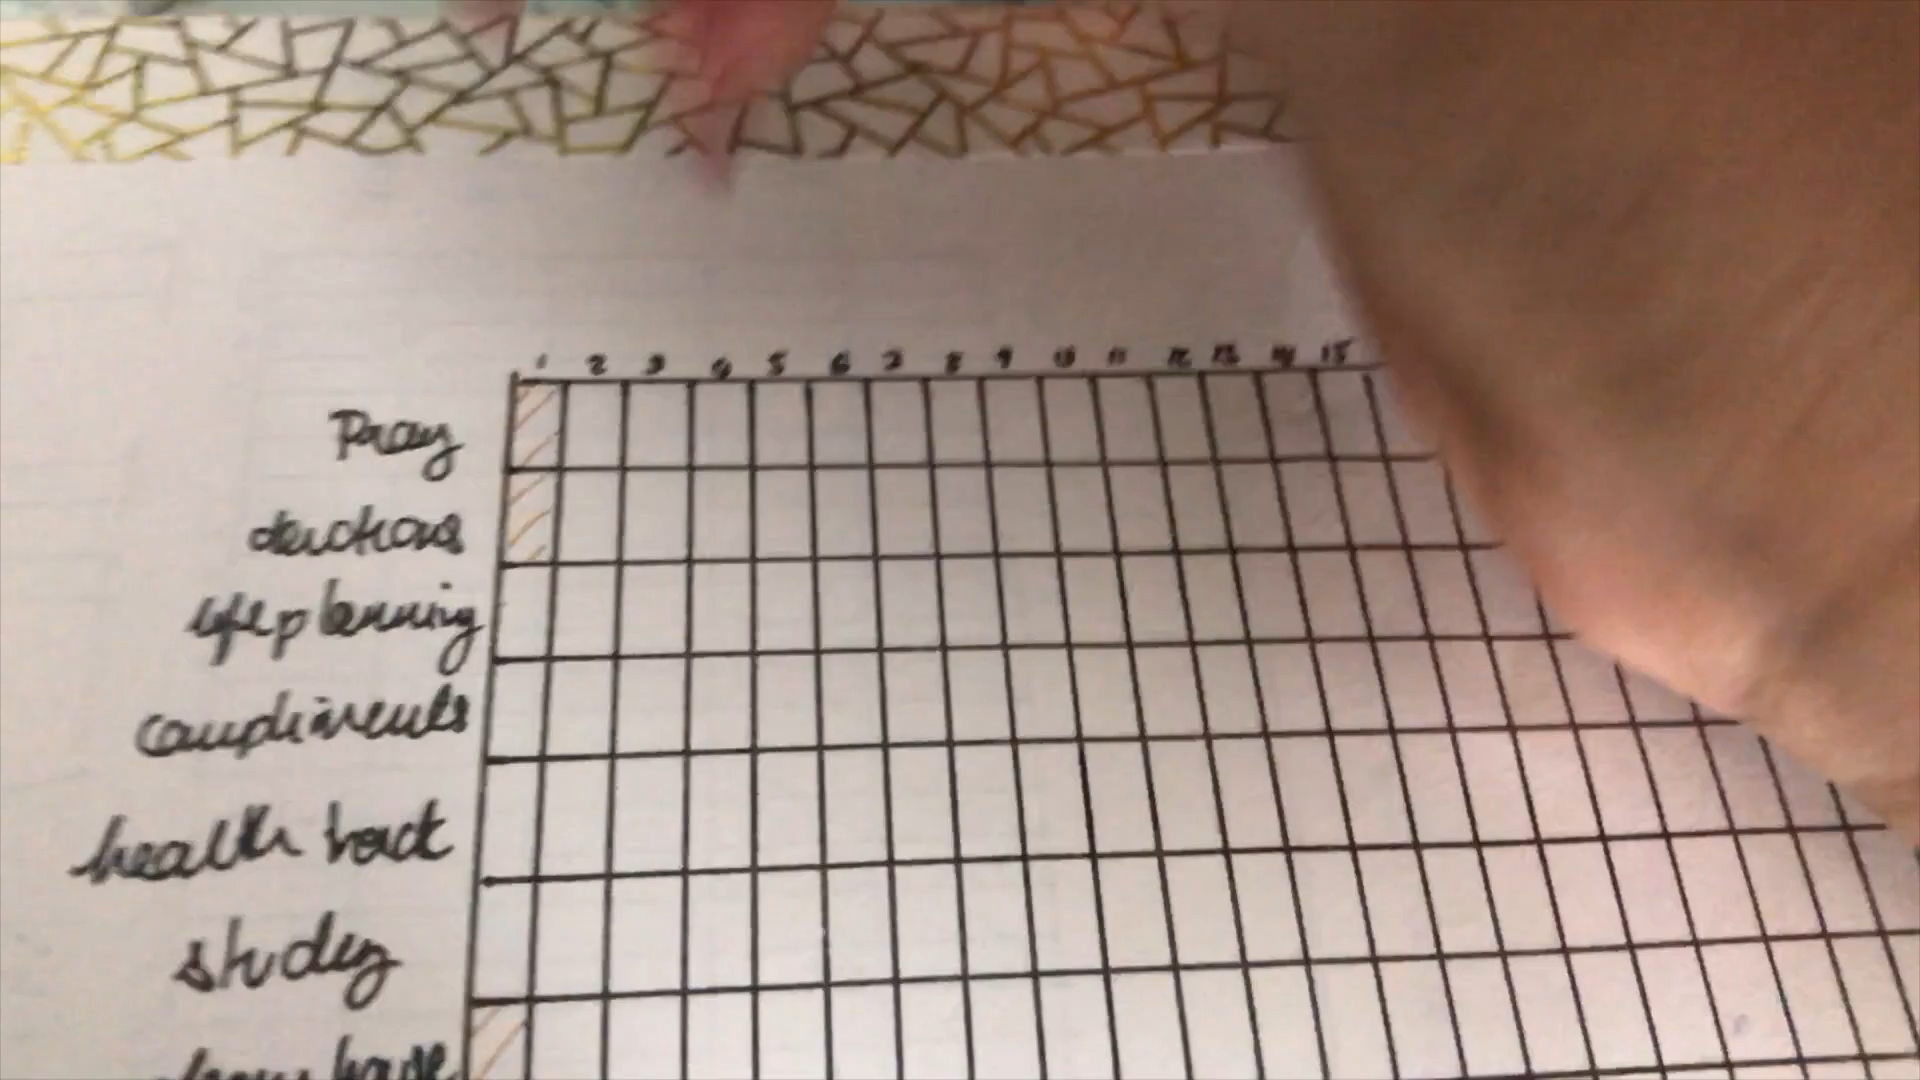 1 2 3 4 5 6 7 8 9 10 11 12 13 14 15
Pray
life planning
compliments
health track
study
house